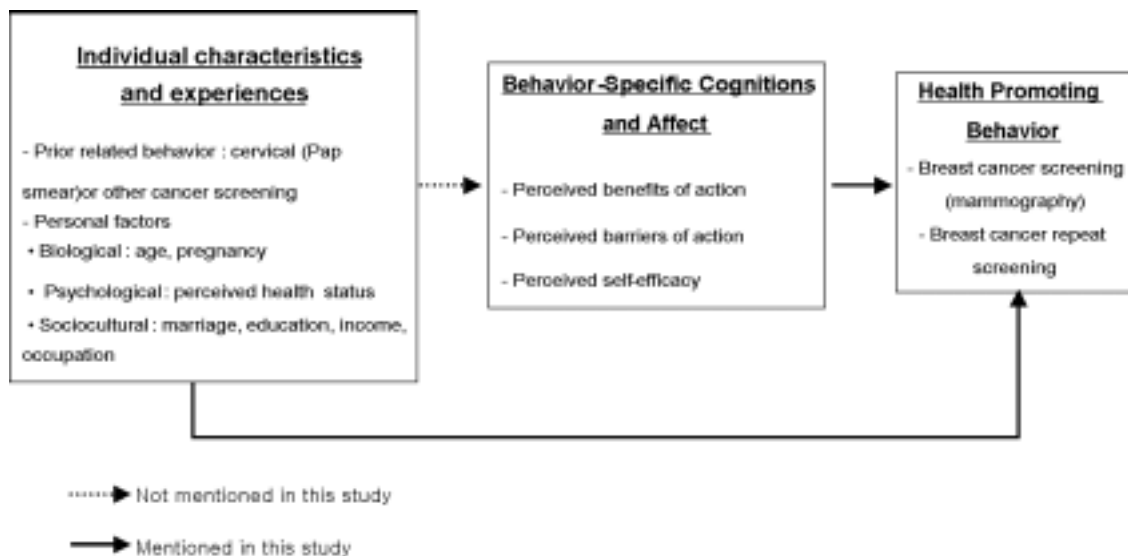 Individual characteristics
and experiences
- Prior related behavior : cervical (Pap
smear)or other cancer screening
- Personal factors
• Biological : age, pregnancy
• Psychological : perceived health status
• Sociocultural : marriage, education, income,
occupation
Behavior-Specific Cognitions
and Affect
- Perceived benefits of action
- Perceived barriers of action
- Perceived self-efficacy
Health Promoting
Behavior
- Breast cancer screening
(mammography)
- Breast cancer repeat
screening
Not mentioned in this study
Mentioned in this study